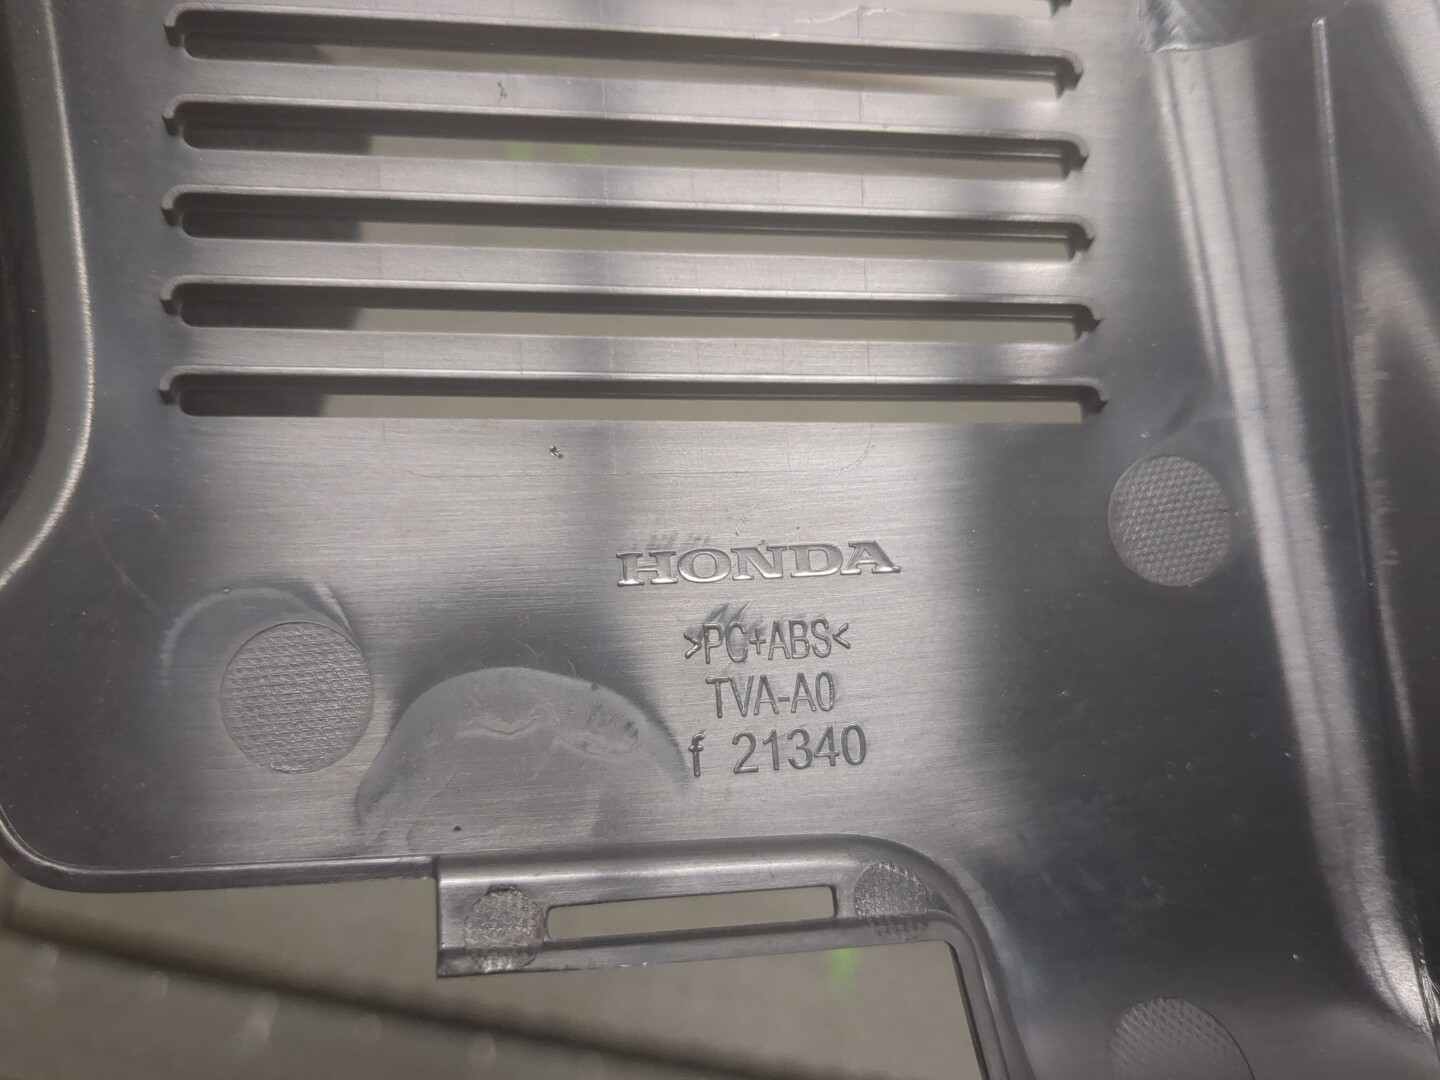 HONDA
>PC+ABS<
TVA-A0
f 21340